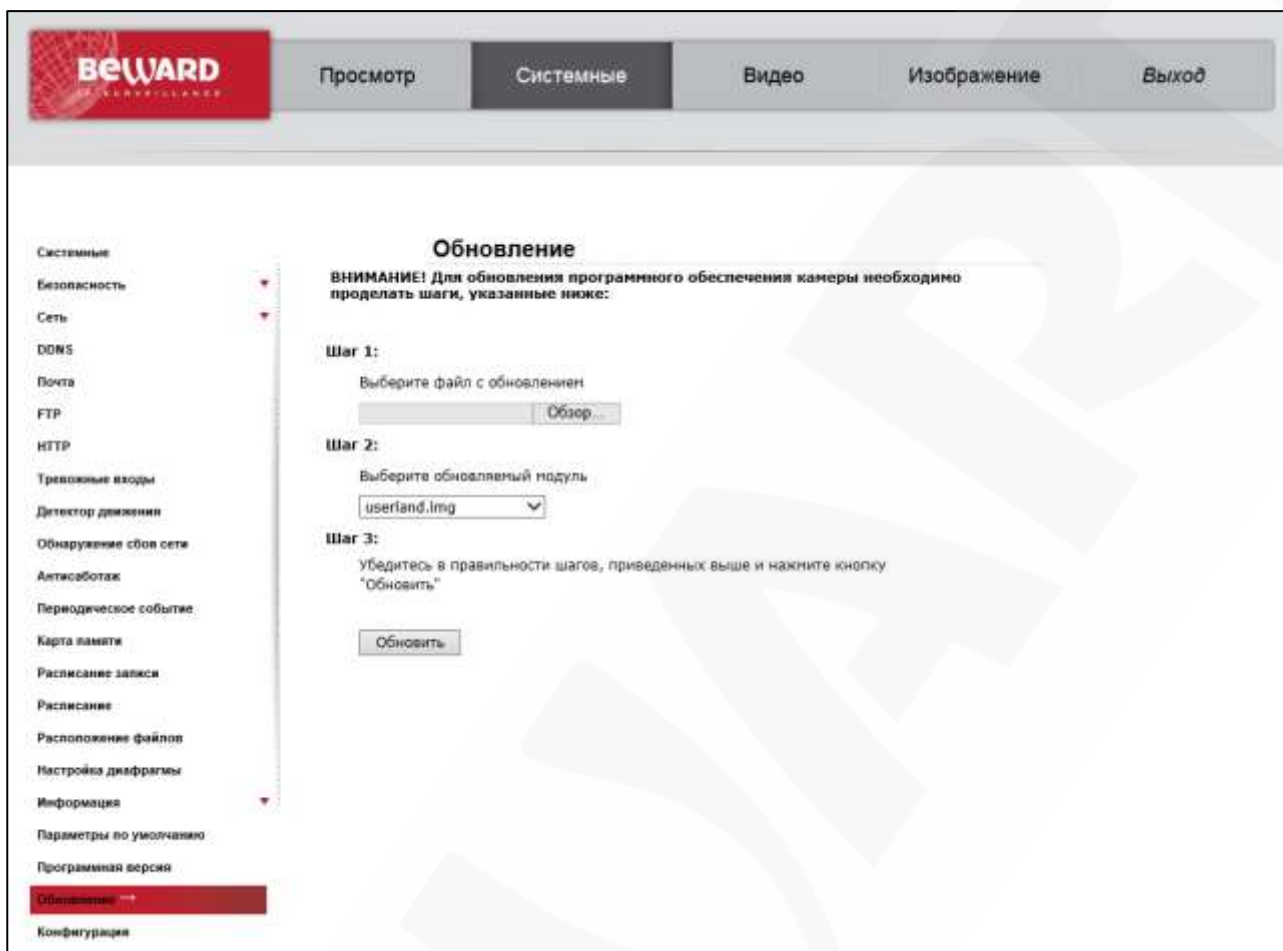 BEWARD
IP SURVEILLANCE
Просмотр
Системные
Видео
Изображение
Выход
Системные
Безопасность
Сеть
DDNS
Почта
FTP
HTTP
Тревожные входы
Детектор движения
Обнаружение сбоя сети
Антисаботаж
Периодическое событие
Карта памяти
Расписание записи
Расписание
Расположение файлов
Настройка диафрагмы
Информация
Параметры по умолчанию
Программная версия
Обновление →
Конфигурация
Обновление
ВНИМАНИЕ! Для обновления программного обеспечения камеры необходимо
проделать шаги, указанные ниже:
Шаг 1:
Выберите файл с обновлением
Обзор...
Шаг 2:
Выберите обновляемый модуль
userland.img
Шаг 3:
Убедитесь в правильности шагов, приведенных выше и нажмите кнопку
"Обновить"
Обновить